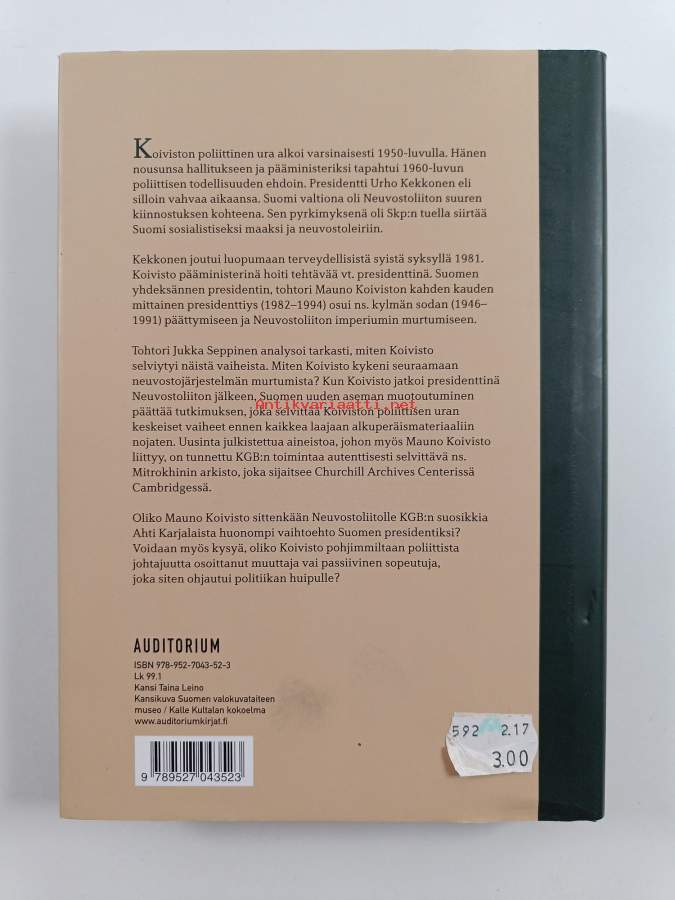 Koiviston poliittinen ura alkoi varsinaisesti 1950-luvulla. Hänen
nousunsa hallitukseen ja pääministeriksi tapahtui 1960-luvun
poliittisen todellisuuden ehdoin. Presidentti Urho Kekkonen eli
silloin vahvaa aikaansa. Suomi valtiona oli Neuvostoliiton suuren
kiinnostuksen kohteena. Sen pyrkimyksenä oli Skp:n tuella siirtää
Suomi sosialistiseksi maaksi ja neuvostoleiriin.
Kekkonen joutui luopumaan terveydellisistä syistä syksyllä 1981.
Koivisto pääministerinä hoiti tehtävää vt. presidenttinä. Suomen
yhdeksännen presidentin, tohtori Mauno Koiviston kahden kauden
mittainen presidenttiys (1982–1994) osui ns. kylmän sodan (1946–
1991) päättymiseen ja Neuvostoliiton imperiumin murtumiseen.
Tohtori Jukka Seppinen analysoi tarkasti, miten Koivisto
selviytyi näistä vaiheista. Miten Koivisto kykeni seuraamaan
neuvostojärjestelmän murtumista? Kun Koivisto jatkoi presidenttinä
Neuvostoliiton jälkeen, Suomen uuden aseman muotoutuminen
päättää tutkimuksen, joka selvittää Koiviston poliittisen uran
Antikvariaatti.net
keskeiset vaiheet ennen kaikkea laajaan alkuperäismateriaaliin
nojaten. Uusinta julkistettua aineistoa, johon myös Mauno Koivisto
liittyy, on tunnettu KGB:n toimintaa autenttisesti selvittävä ns.
Mitrokhinin arkisto, joka sijaitsee Churchill Archives Centerissä
Cambridgessä.
Oliko Mauno Koivisto sittenkään Neuvostoliitolle KGB:n suosikkia
Ahti Karjalaista huonompi vaihtoehto Suomen presidentiksi?
Voidaan myös kysyä, oliko Koivisto pohjimmiltaan poliittista
johtajuutta osoittanut muuttaja vai passiivinen sopeutuja,
joka siten ohjautui politiikan huipulle?
AUDITORIUM
ISBN 978-952-7043-52-3
Lk 99.1
Kansi Taina Leino
Kansikuva Suomen valokuvataiteen
museo / Kalle Kultalan kokoelma
www.auditoriumkirjat.fi
9 789527 043523
592 2.17
3.00